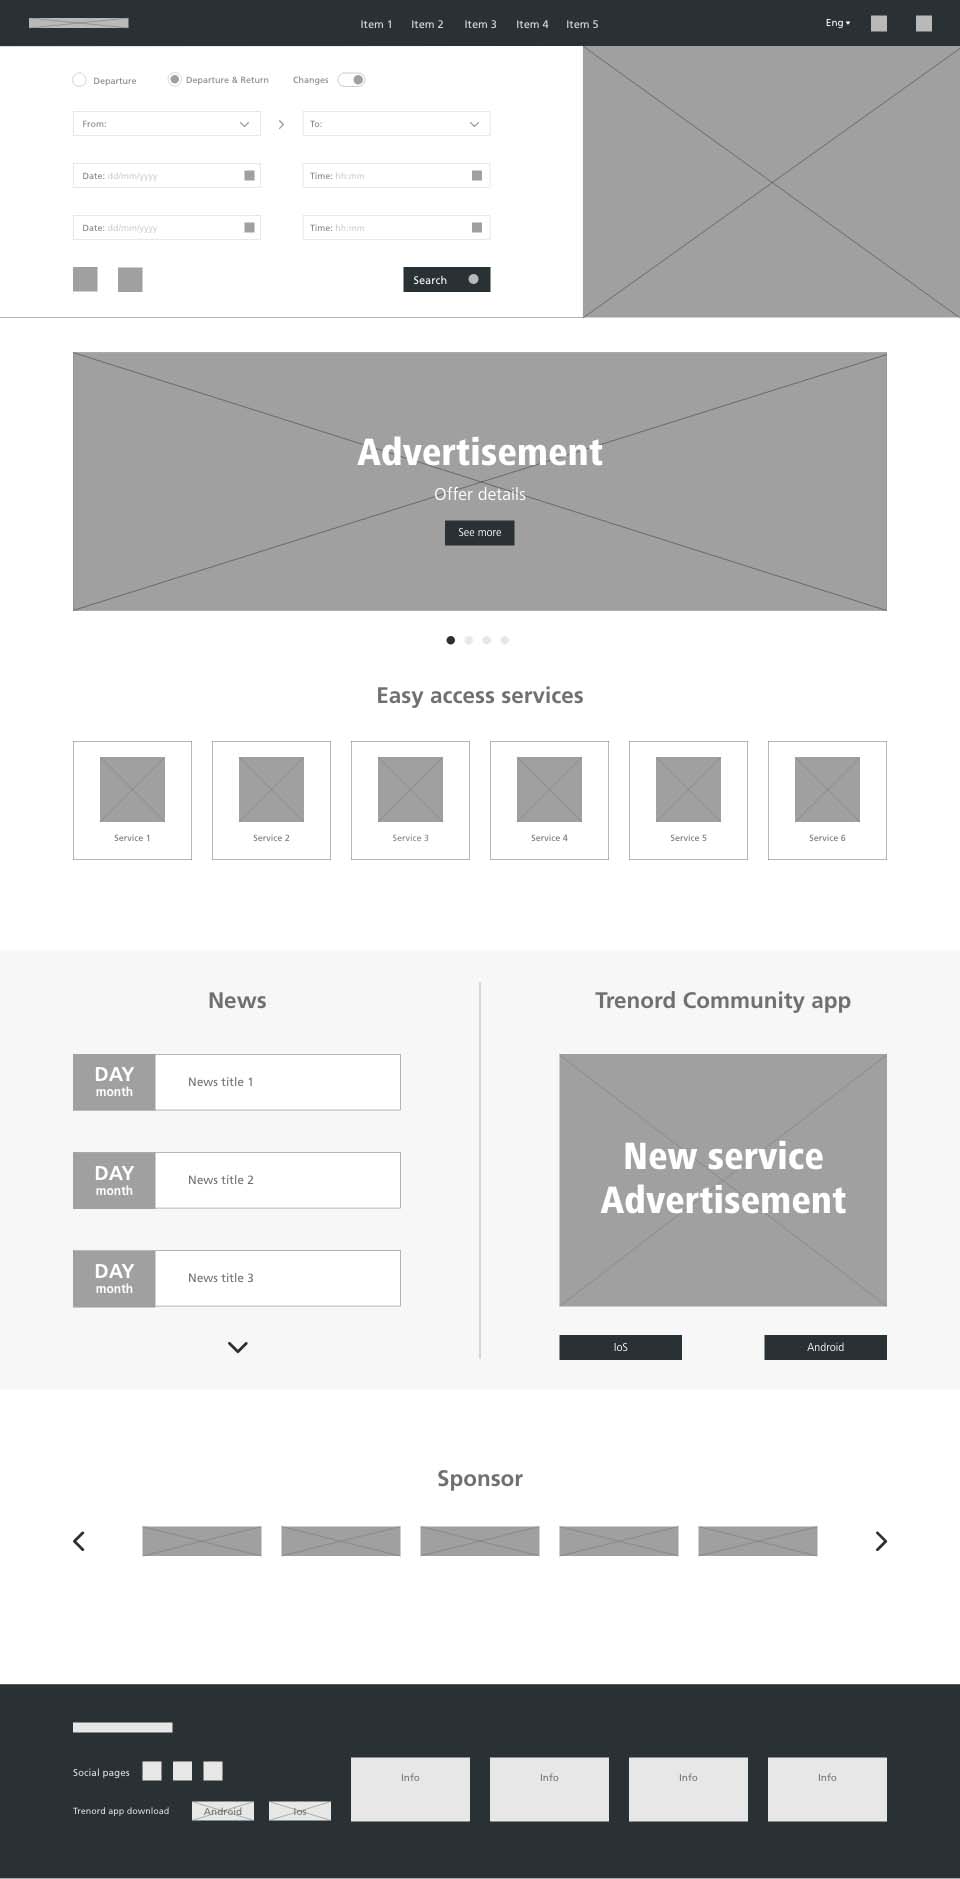 Item 1 Item 2 Item 3 Item 4 Item 5 Eng
Departure Departure & Return Changes
From: To:
Date: dd/mm/yyyy Time: hh:mm
Date: dd/mm/yyyy Time: hh:mm
Search
Advertisement
Offer details
See more
Easy access services
Service 1 Service 2 Service 3 Service 4 Service 5 Service 6
News
DAY
month
News title 1
DAY
month
News title 2
DAY
month
News title 3
Trenord Community app
New service
Advertisement
IoS Android
Sponsor
Social pages
Trenord app download Android Ios
Info Info Info Info